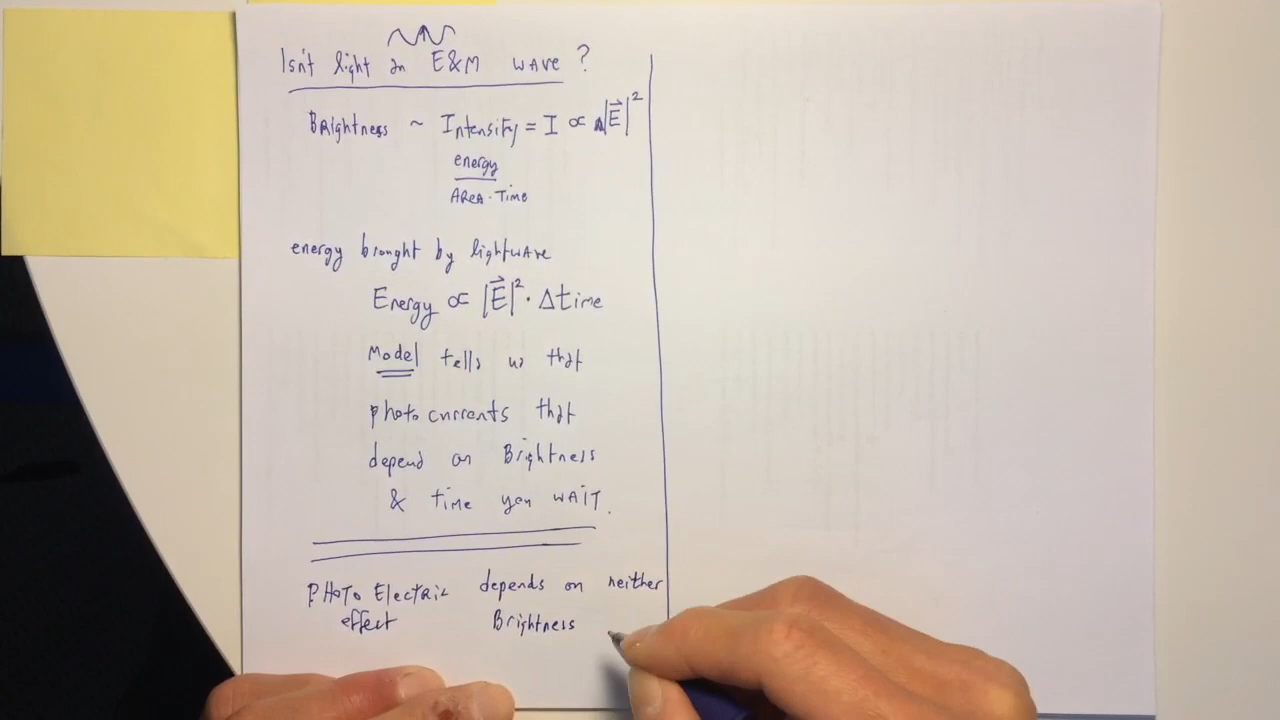 Isn't light an E&M wave?
Brightness ~ Intensity = I ∝ |E⃗|²
energy
Area · Time
energy brought by lightwave
Energy ∝ |E⃗|² · Δtime
Model tells us that
photo currents that
depend on Brightness
& time you WAIT.
PHOTO Electric depends on neither
effect Brightness